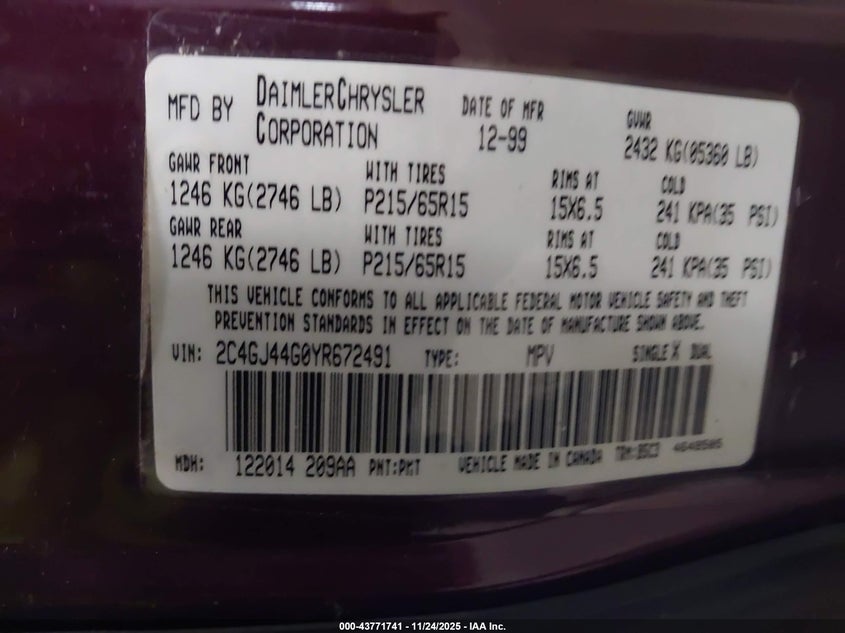 MFD BY DAIMLERCHRYSLER CORPORATION DATE OF MFR 12-99 GVWR 2432 KG(05360 LB)
GAWR FRONT WITH TIRES RIMS AT COLD
1246 KG(2746 LB) P215/65R15 15X6.5 241 KPA(35 PSI)
GAWR REAR WITH TIRES RIMS AT COLD
1246 KG(2746 LB) P215/65R15 15X6.5 241 KPA(35 PSI)
THIS VEHICLE CONFORMS TO ALL APPLICABLE FEDERAL MOTOR VEHICLE SAFETY AND THEFT
PREVENTION STANDARDS IN EFFECT ON THE DATE OF MANUFACTURE SHOWN ABOVE.
VIN: 2C4GJ44G0YR672491 TYPE: MPV SINGLE X DUAL
MDH: 122014 209AA PNT:PMT VEHICLE MADE IN CANADA TRM:B5C3 4648505
000-43771741 - 11/24/2025 - IAA Inc.